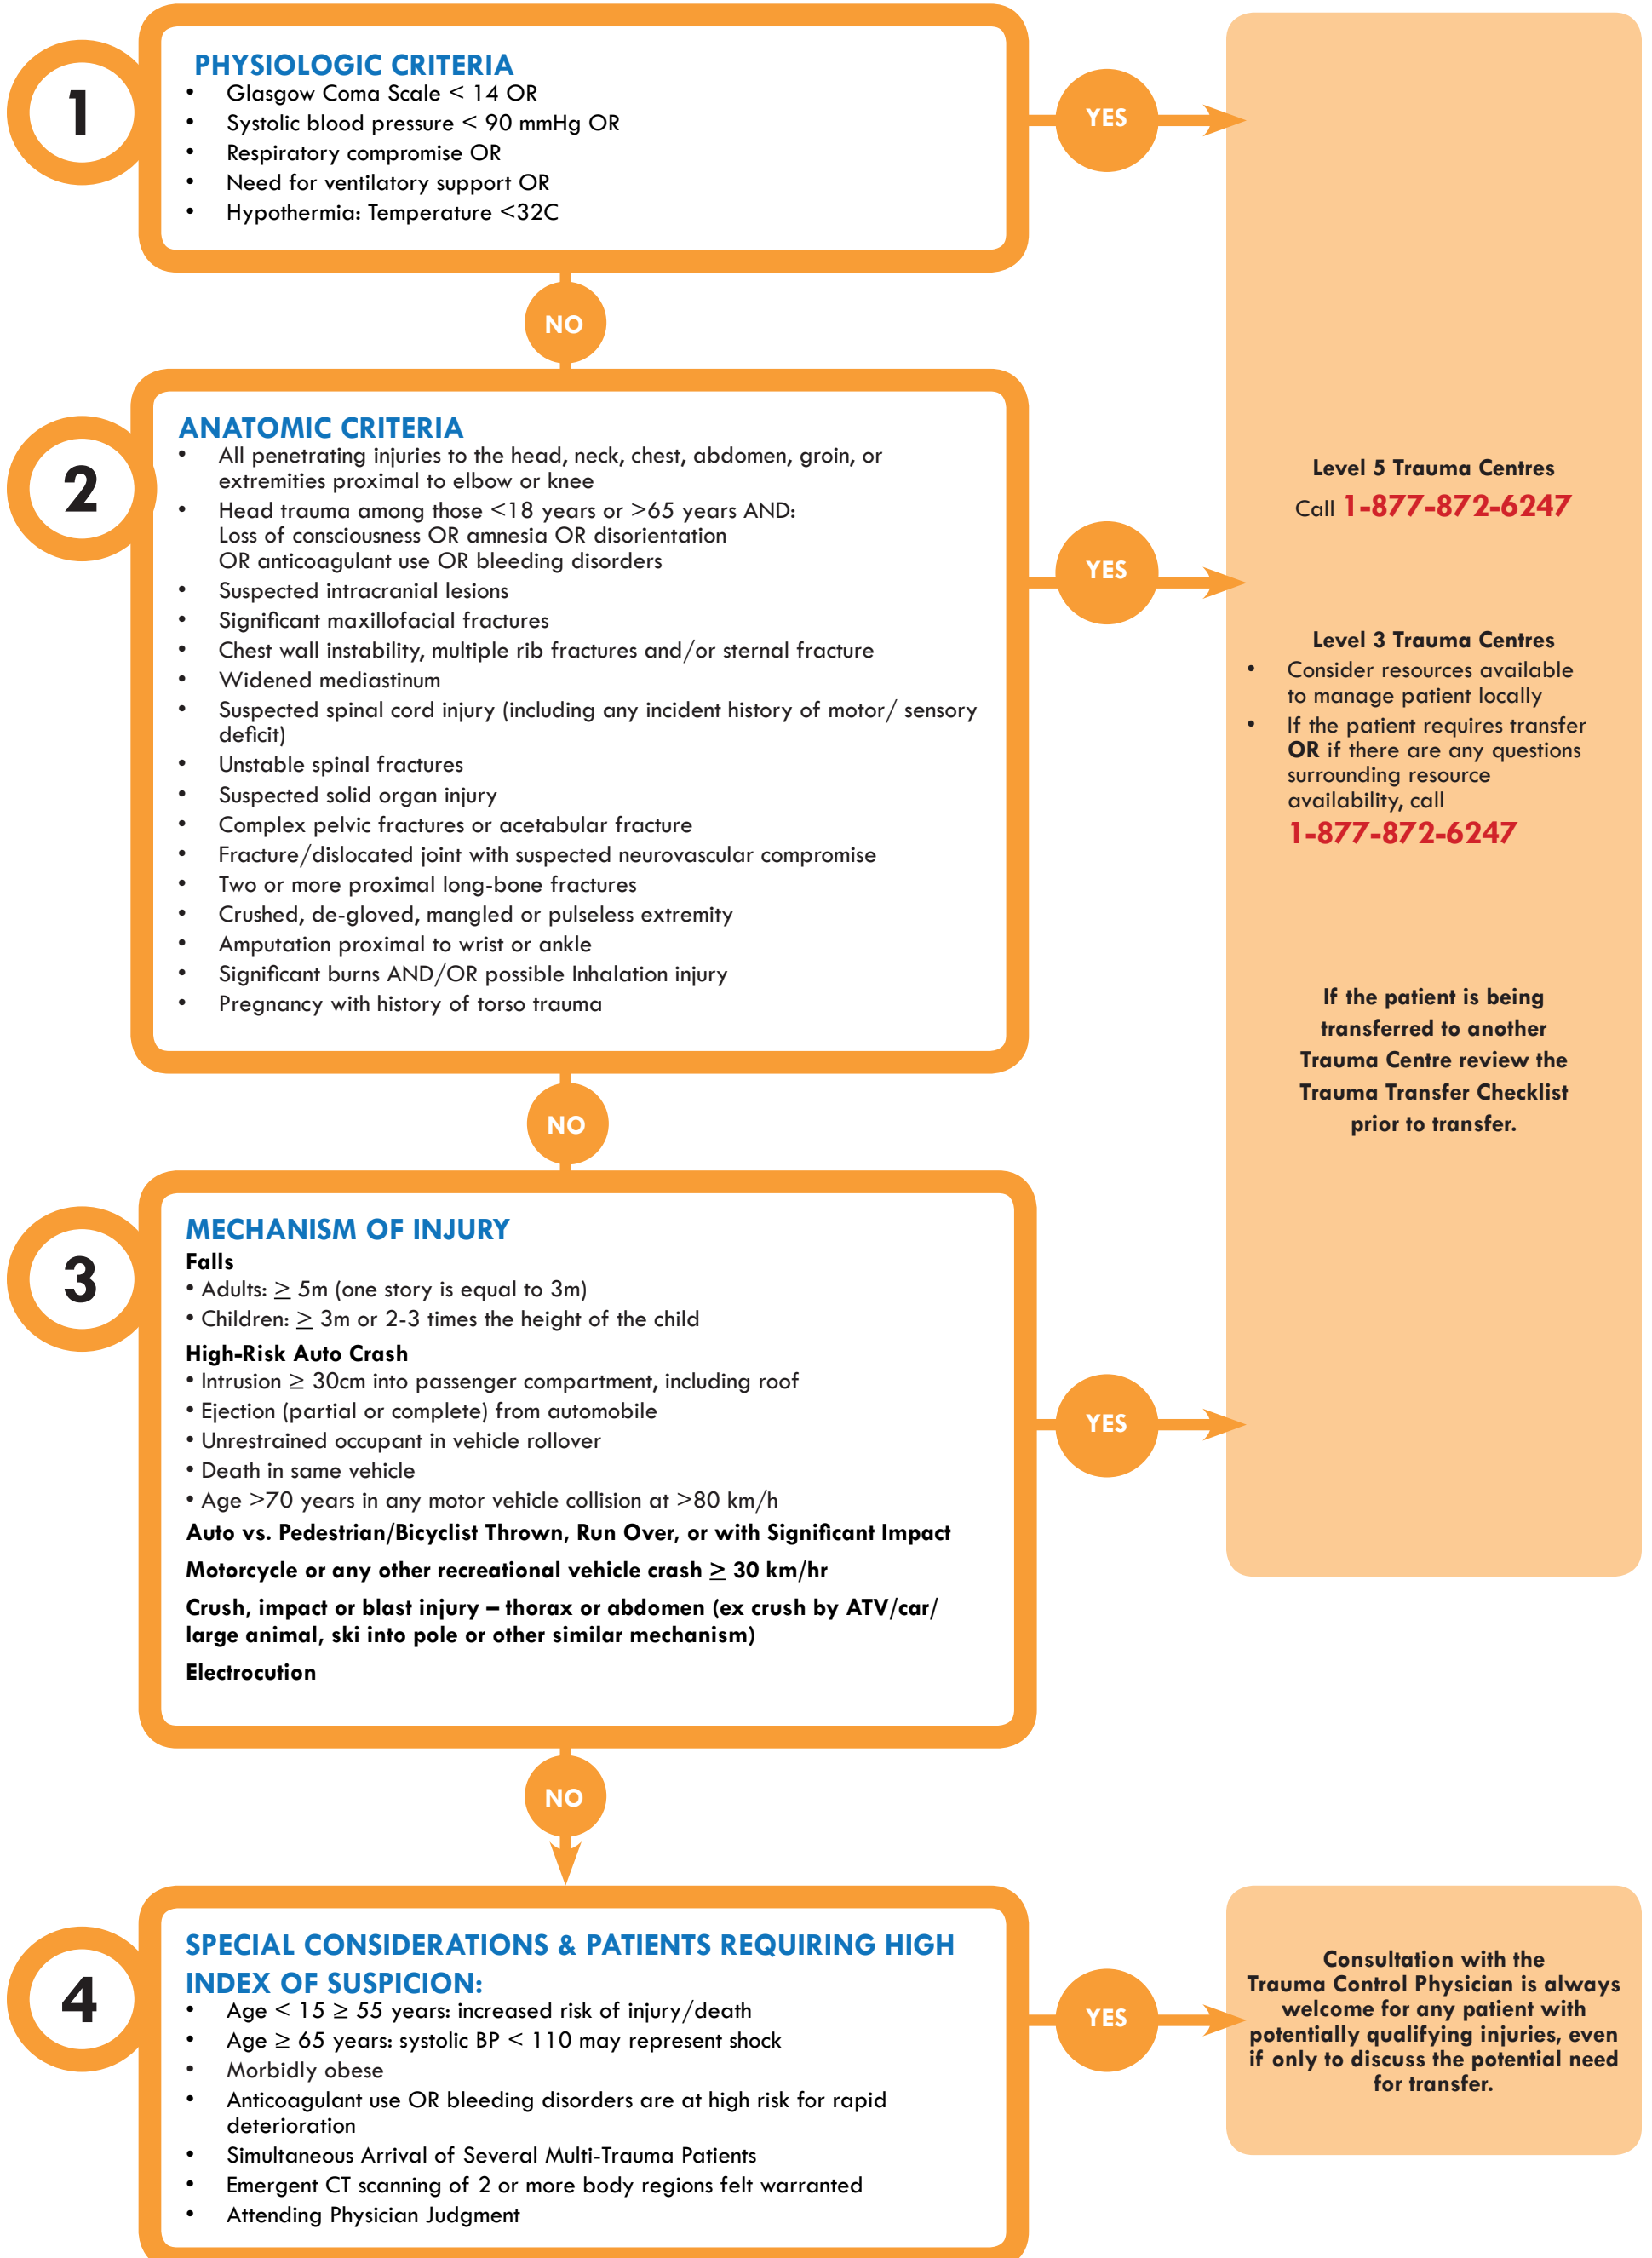 1
PHYSIOLOGIC CRITERIA
• Glasgow Coma Scale < 14 OR
• Systolic blood pressure < 90 mmHg OR
• Respiratory compromise OR
• Need for ventilatory support OR
• Hypothermia: Temperature <32C
YES
NO
2
ANATOMIC CRITERIA
• All penetrating injuries to the head, neck, chest, abdomen, groin, or
extremities proximal to elbow or knee
• Head trauma among those <18 years or >65 years AND:
Loss of consciousness OR amnesia OR disorientation
OR anticoagulant use OR bleeding disorders
• Suspected intracranial lesions
• Significant maxillofacial fractures
• Chest wall instability, multiple rib fractures and/or sternal fracture
• Widened mediastinum
• Suspected spinal cord injury (including any incident history of motor/ sensory
deficit)
• Unstable spinal fractures
• Suspected solid organ injury
• Complex pelvic fractures or acetabular fracture
• Fracture/dislocated joint with suspected neurovascular compromise
• Two or more proximal long-bone fractures
• Crushed, de-gloved, mangled or pulseless extremity
• Amputation proximal to wrist or ankle
• Significant burns AND/OR possible Inhalation injury
• Pregnancy with history of torso trauma
YES
NO
3
MECHANISM OF INJURY
Falls
• Adults: ≥ 5m (one story is equal to 3m)
• Children: ≥ 3m or 2-3 times the height of the child
High-Risk Auto Crash
• Intrusion ≥ 30cm into passenger compartment, including roof
• Ejection (partial or complete) from automobile
• Unrestrained occupant in vehicle rollover
• Death in same vehicle
• Age >70 years in any motor vehicle collision at >80 km/h
Auto vs. Pedestrian/Bicyclist Thrown, Run Over, or with Significant Impact
Motorcycle or any other recreational vehicle crash ≥ 30 km/hr
Crush, impact or blast injury – thorax or abdomen (ex crush by ATV/car/
large animal, ski into pole or other similar mechanism)
Electrocution
YES
NO
Level 5 Trauma Centres
Call 1-877-872-6247
Level 3 Trauma Centres
• Consider resources available
to manage patient locally
• If the patient requires transfer
OR if there are any questions
surrounding resource
availability, call
1-877-872-6247
If the patient is being
transferred to another
Trauma Centre review the
Trauma Transfer Checklist
prior to transfer.
4
SPECIAL CONSIDERATIONS & PATIENTS REQUIRING HIGH
INDEX OF SUSPICION:
• Age < 15 ≥ 55 years: increased risk of injury/death
• Age ≥ 65 years: systolic BP < 110 may represent shock
• Morbidly obese
• Anticoagulant use OR bleeding disorders are at high risk for rapid
deterioration
• Simultaneous Arrival of Several Multi-Trauma Patients
• Emergent CT scanning of 2 or more body regions felt warranted
• Attending Physician Judgment
YES
Consultation with the
Trauma Control Physician is always
welcome for any patient with
potentially qualifying injuries, even
if only to discuss the potential need
for transfer.